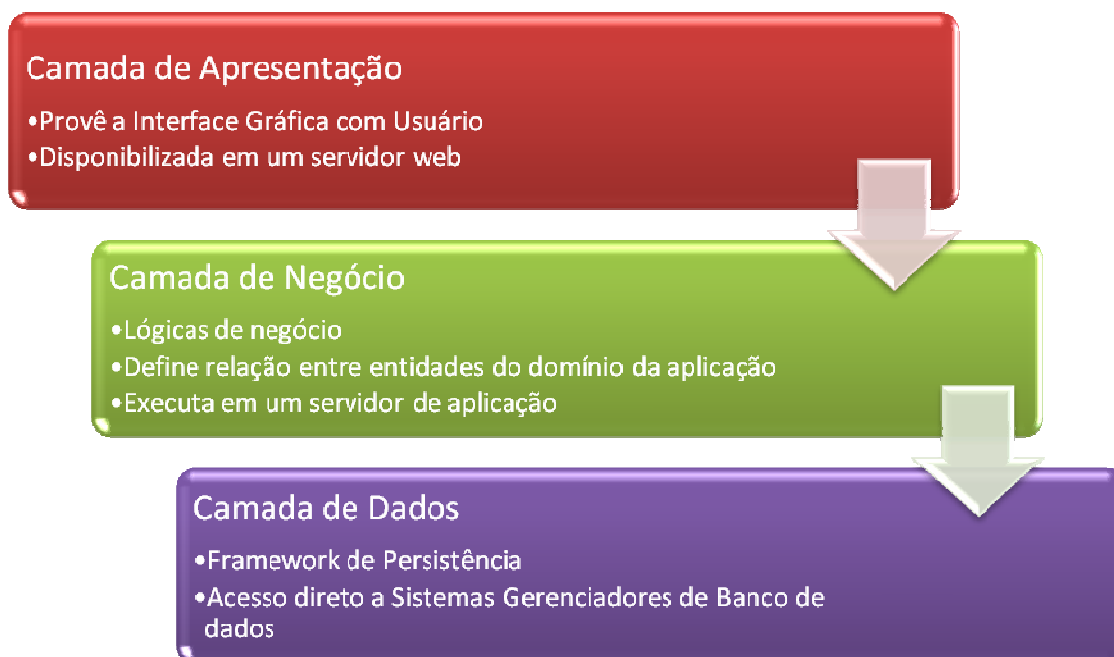 Camada de Apresentação
•Provê a Interface Gráfica com Usuário
•Disponibilizada em um servidor web
Camada de Negócio
•Lógicas de negócio
•Define relação entre entidades do domínio da aplicação
•Executa em um servidor de aplicação
Camada de Dados
•Framework de Persistência
•Acesso direto a Sistemas Gerenciadores de Banco de
dados